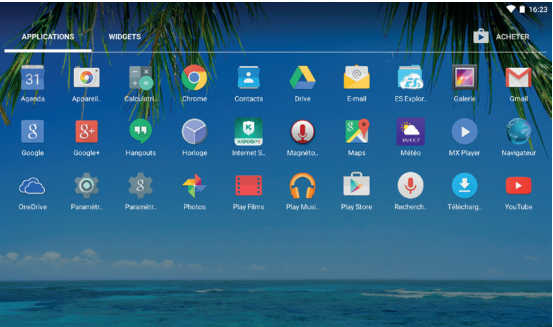 16:23
APPLICATIONS WIDGETS ACHETER
31
Agenda Appareil.. Calculatri.. Chrome Contacts Drive E-mail ES Explor.. Galerie Gmail
Google Google+ Hangouts Horloge Internet S.. Magnéto.. Maps Météo MX Player Navigateur
OneDrive Paramètr.. Paramètr.. Photos Play Films Play Musi.. Play Store Recherch.. Télécharg.. YouTube